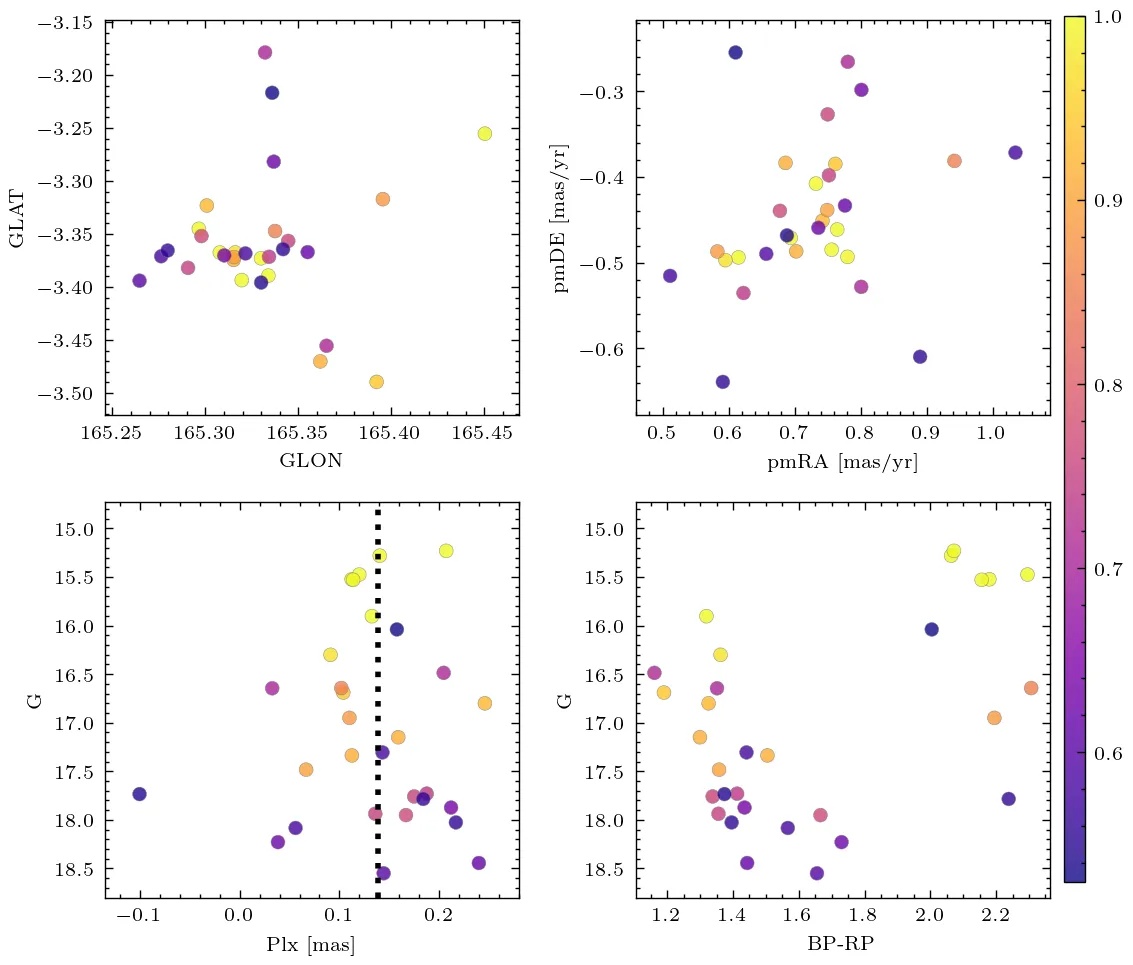 −3.15
−3.20
−3.25
−3.30
−3.35
−3.40
−3.45
−3.50
GLAT
165.25 165.30 165.35 165.40 165.45
GLON
−0.3
−0.4
−0.5
−0.6
pmDE [mas/yr]
0.5 0.6 0.7 0.8 0.9 1.0
pmRA [mas/yr]
15.0
15.5
16.0
16.5
17.0
17.5
18.0
18.5
G
−0.1 0.0 0.1 0.2
Plx [mas]
15.0
15.5
16.0
16.5
17.0
17.5
18.0
18.5
G
1.2 1.4 1.6 1.8 2.0 2.2
BP-RP
1.0
0.9
0.8
0.7
0.6